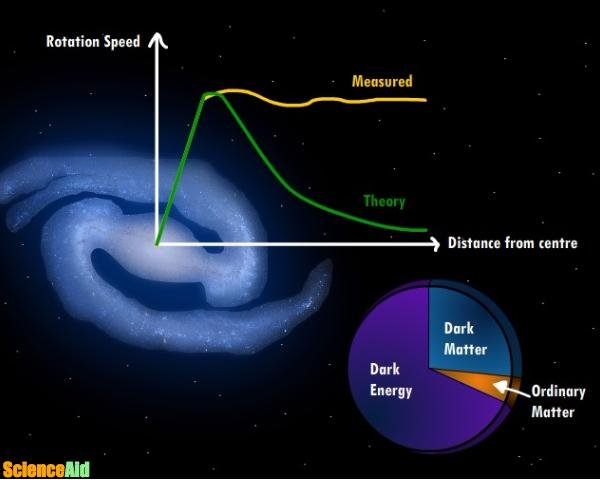 Rotation Speed
Measured
Theory
Distance from centre
Dark
Matter
Dark
Energy
Ordinary
Matter
ScienceAid